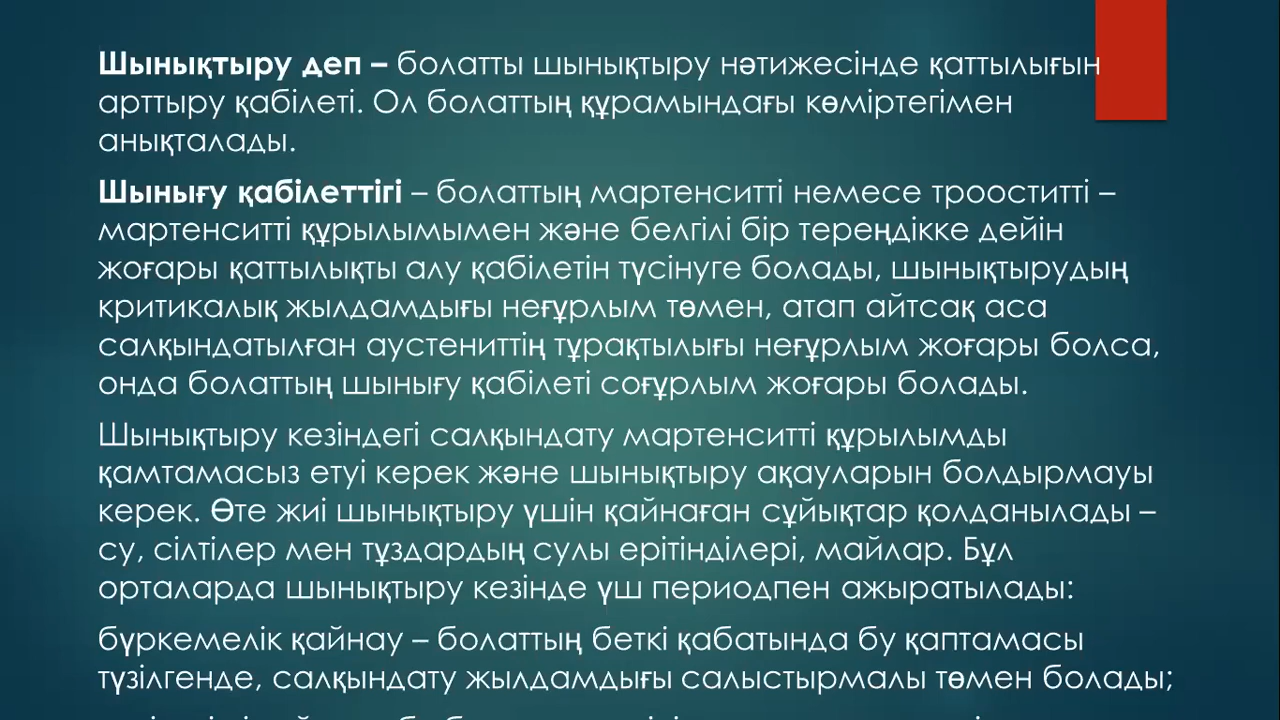 Шынықтыру деп – болатты шынықтыру нәтижесінде қаттылығын
арттыру қабілеті. Ол болаттың құрамындағы көміртегімен
анықталады.
Шынығу қабілеттігі – болаттың мартенситті немесе трооститті –
мартенситті құрылымымен және белгілі бір тереңдікке дейін
жоғары қаттылықты алу қабілетін түсінуге болады, шынықтырудың
критикалық жылдамдығы неғұрлым төмен, атап айтсақ аса
салқындатылған аустениттің тұрақтылығы неғұрлым жоғары болса,
онда болаттың шынығу қабілеті соғұрлым жоғары болады.
Шынықтыру кезіндегі салқындату мартенситті құрылымды
қамтамасыз етуі керек және шынықтыру ақауларын болдырмауы
керек. Өте жиі шынықтыру үшін қайнаған сұйықтар қолданылады –
су, сілтілер мен тұздардың сулы ерітінділері, майлар. Бұл
орталарда шынықтыру кезінде үш периодпен ажыратылады:
бүркемелік қайнау – болаттың беткі қабатында бу қаптамасы
түзілгенде, салқындату жылдамдығы салыстырмалы төмен болады;